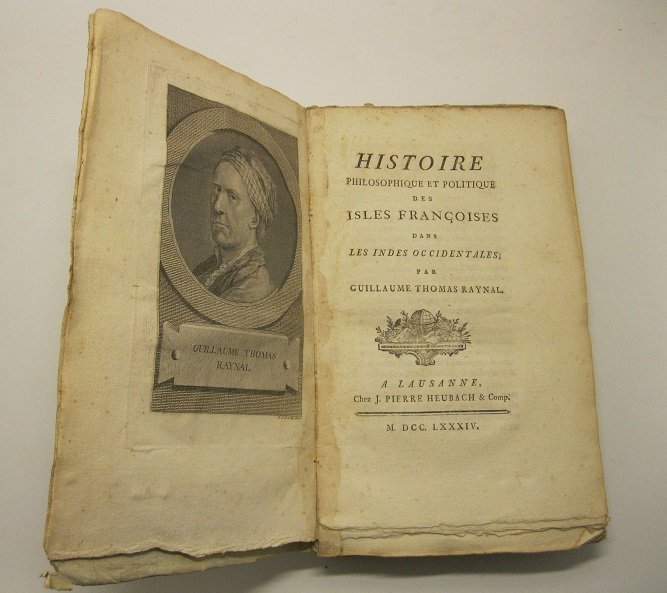 GUILLAUME THOMAS
RAYNAL
HISTOIRE
PHILOSOPHIQUE ET POLITIQUE
DES
ISLES FRANÇOISES
DANS
LES INDES OCCIDENTALES;
PAR
GUILLAUME THOMAS RAYNAL.
A LAUSANNE,
Chez J. PIERRE HEUBACH & Comp.
M. DCC. LXXXIV.